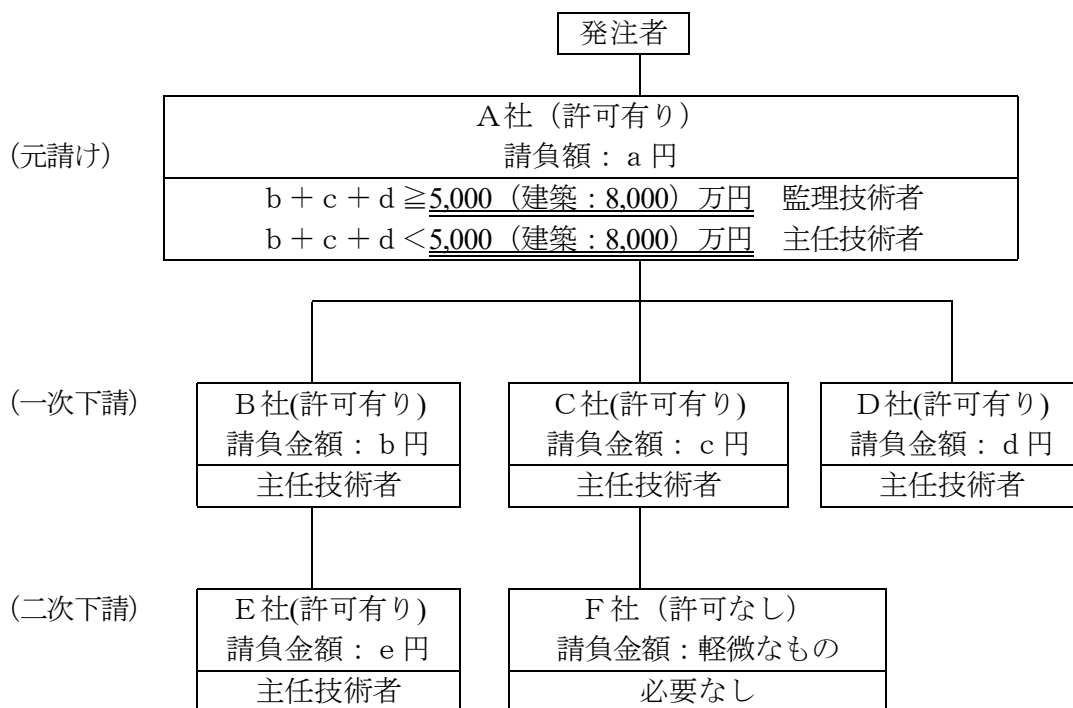 発注者
A社（許可有り）
(元請け)
請負額：a円
b＋c＋d≧5,000（建築：8,000）万円　監理技術者
b＋c＋d＜5,000（建築：8,000）万円　主任技術者
(一次下請)
B社(許可有り)
請負金額：b円
主任技術者
C社(許可有り)
請負金額：c円
主任技術者
D社(許可有り)
請負金額：d円
主任技術者
(二次下請)
E社(許可有り)
請負金額：e円
主任技術者
F社（許可なし）
請負金額：軽微なもの
必要なし